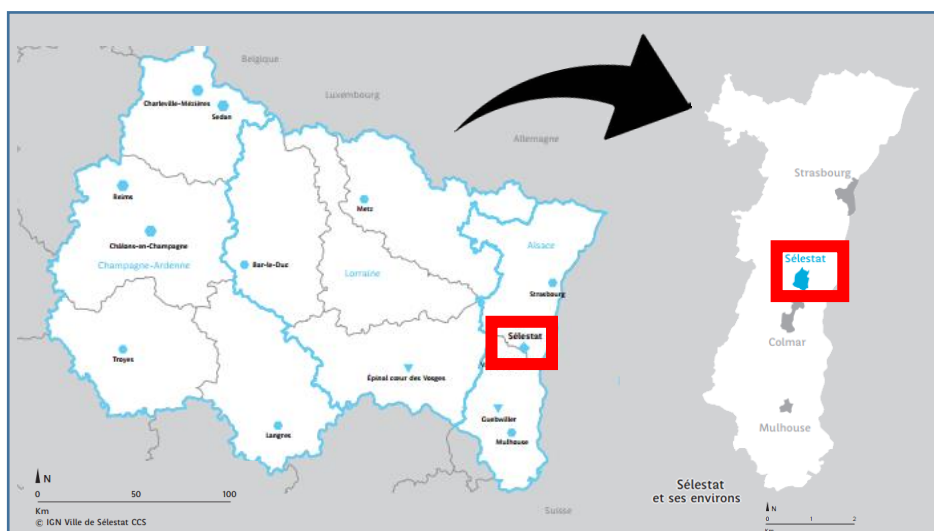 Belgique
Charleville-Mézières
Sedan
Luxembourg
Allemagne
Reims
Metz
Châlons-en-Champagne
Champagne-Ardenne
Bar-le-Duc
Lorraine
Alsace
Strasbourg
Sélestat
Troyes
Épinal cœur des Vosges
Guebwiller
Mulhouse
Langres
N
0 50 100
Km
© IGN Ville de Sélestat CCS
Suisse
Strasbourg
Sélestat
Colmar
Mulhouse
Sélestat
et ses environs
N
0 1 2
Km